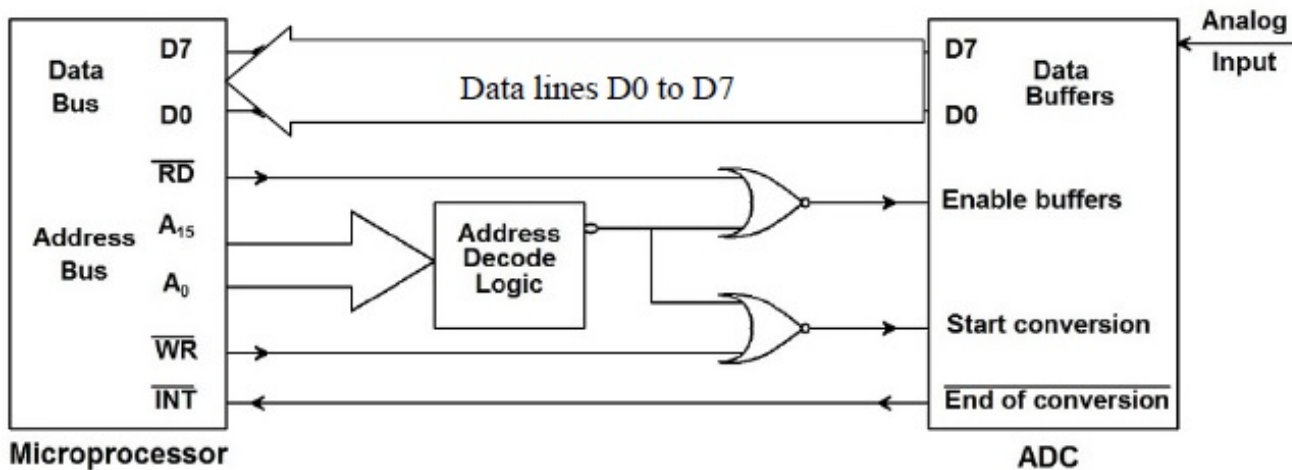 Data
Bus
D7
D0
Data lines D0 to D7
D7
D0
Data
Buffers
Analog
Input
RD
Address
Bus
A15
A0
Address
Decode
Logic
Enable buffers
Start conversion
WR
INT
End of conversion
Microprocessor
ADC